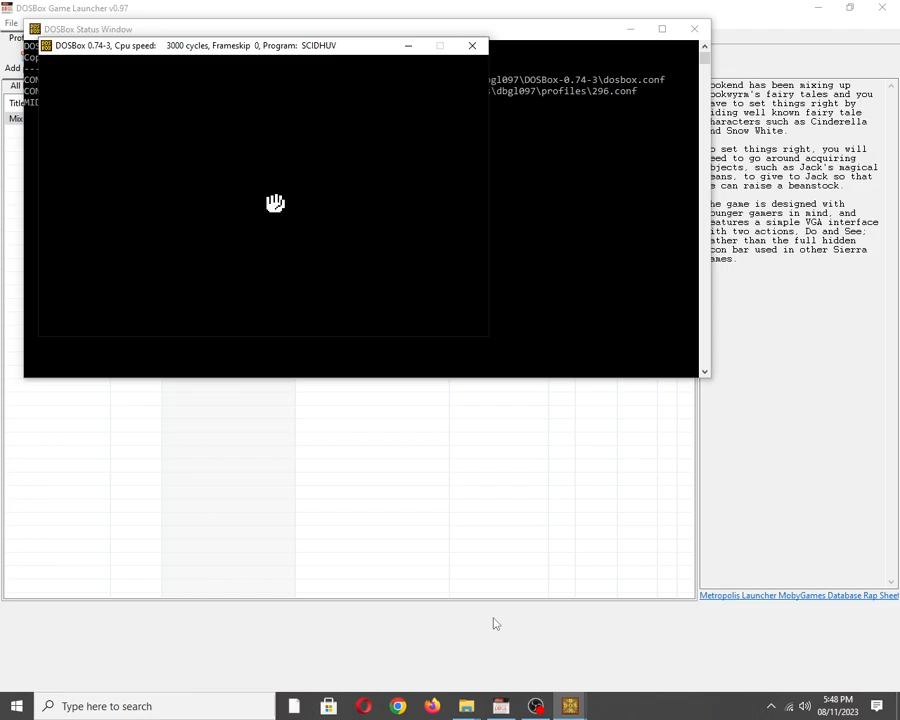 DOSBox Game Launcher v0.97
File
DOSBox Status Window
DOSBox 0.74-3, Cpu speed: 3000 cycles, Frameskip 0, Program: SCIDHUV
Prof
DOS
Cop
---
Add
CON
bgl097\DOSBox-0.74-3\dosbox.conf
All
CON
s\dbgl097\profiles\296.conf
Title
MID
Mix
ookend has been mixing up
ookwyrm's fairy tales and you
ave to set things right by
iding well known fairy tale
haracters such as Cinderella
nd Snow White.
o set things right, you will
eed to go around acquiring
bjects, such as Jack's magical
eans, to give to Jack so that
e can raise a beanstock.
he game is designed with
ounger gamers in mind, and
eatures a simple VGA interface
ith two actions, Do and See;
ather than the full hidden
con bar used in other Sierra
ames.
Metropolis Launcher MobyGames Database Rap Sheet
Type here to search
5:48 PM
08/11/2023